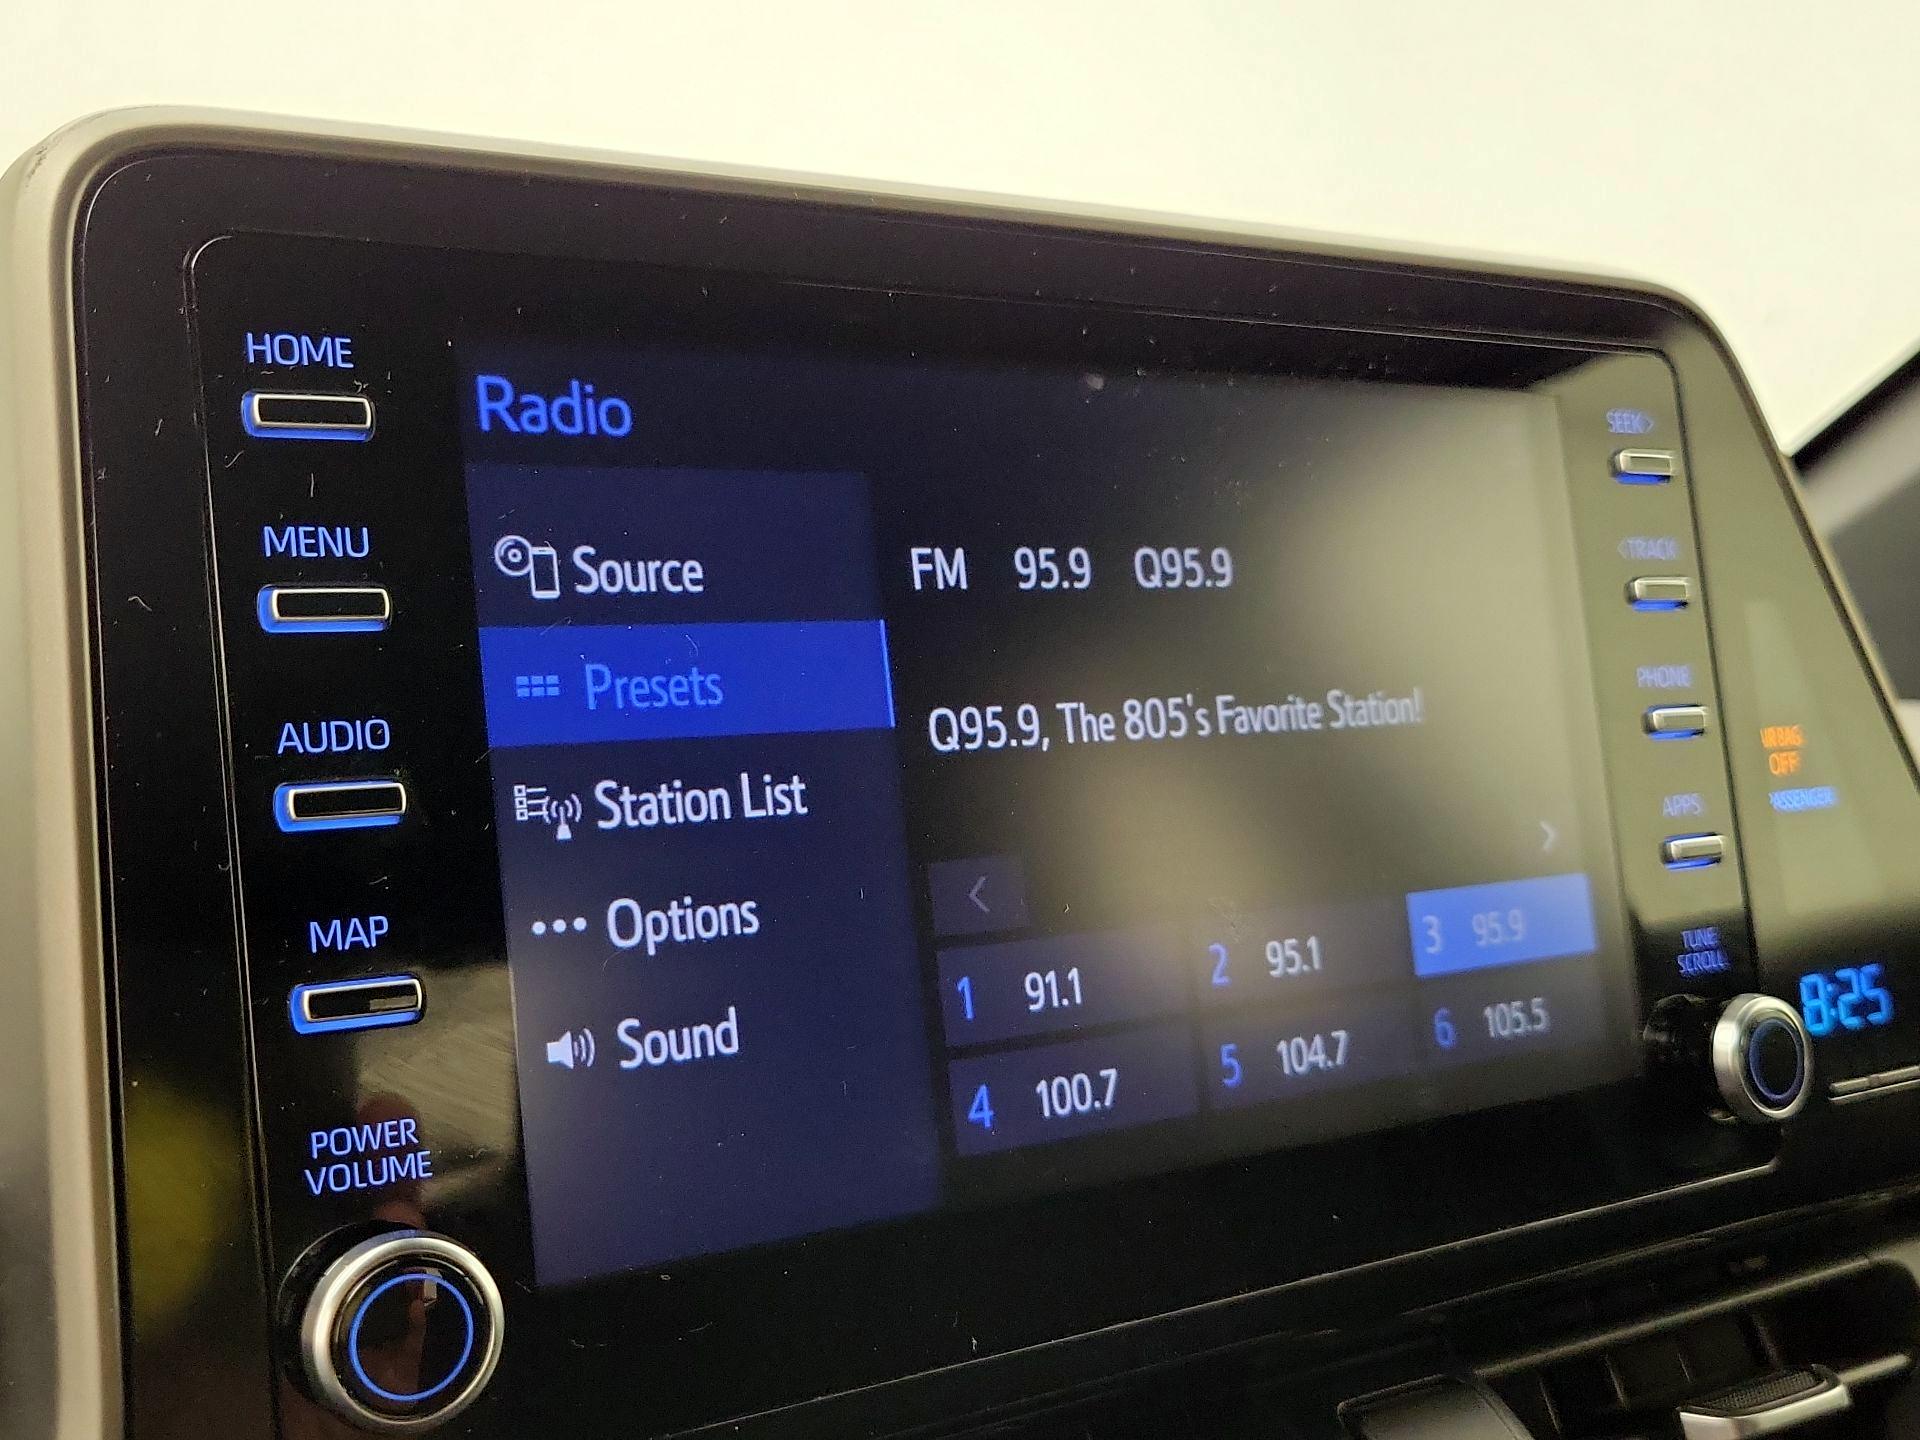 HOME
MENU
AUDIO
MAP
POWER
VOLUME
Radio
Source
Presets
Station List
Options
Sound
FM 95.9 Q95.9
Q95.9, The 805's Favorite Station!
<
>
1 91.1
2 95.1
3 95.9
4 100.7
5 104.7
6 105.5
SEEK>
<TRACK
PHONE
APPS
TUNE
SCROLL
OFF
8:25